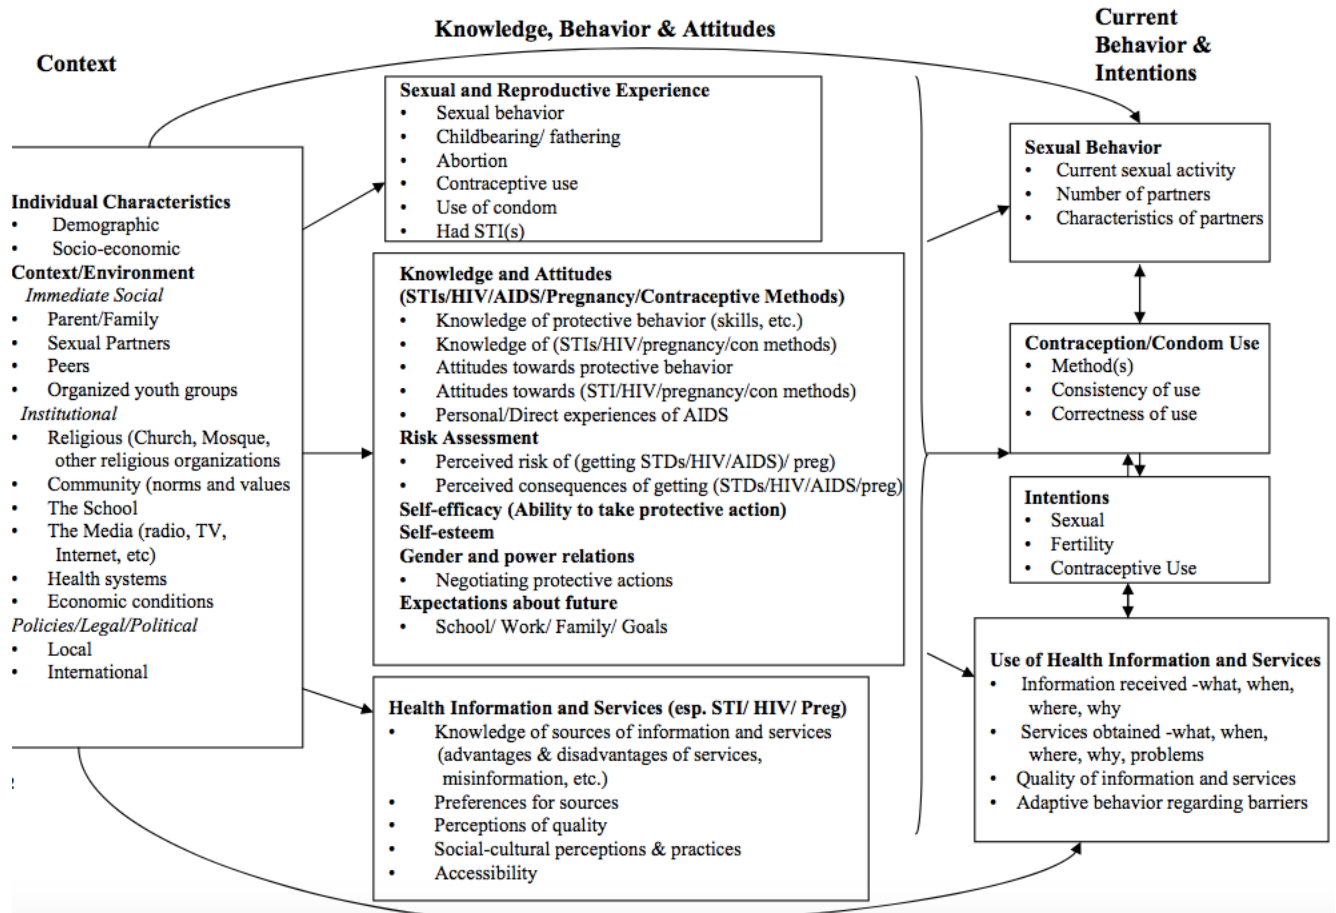 Context
Knowledge, Behavior & Attitudes
Current
Behavior &
Intentions
Individual Characteristics
• Demographic
• Socio-economic
Context/Environment
Immediate Social
• Parent/Family
• Sexual Partners
• Peers
• Organized youth groups
Institutional
• Religious (Church, Mosque,
other religious organizations
• Community (norms and values
• The School
• The Media (radio, TV,
Internet, etc)
• Health systems
• Economic conditions
Policies/Legal/Political
• Local
• International
Sexual and Reproductive Experience
• Sexual behavior
• Childbearing/ fathering
• Abortion
• Contraceptive use
• Use of condom
• Had STI(s)
Knowledge and Attitudes
(STIs/HIV/AIDS/Pregnancy/Contraceptive Methods)
• Knowledge of protective behavior (skills, etc.)
• Knowledge of (STIs/HIV/pregnancy/con methods)
• Attitudes towards protective behavior
• Attitudes towards (STI/HIV/pregnancy/con methods)
• Personal/Direct experiences of AIDS
Risk Assessment
• Perceived risk of (getting STDs/HIV/AIDS)/ preg)
• Perceived consequences of getting (STDs/HIV/AIDS/preg)
Self-efficacy (Ability to take protective action)
Self-esteem
Gender and power relations
• Negotiating protective actions
Expectations about future
• School/ Work/ Family/ Goals
Health Information and Services (esp. STI/ HIV/ Preg)
• Knowledge of sources of information and services
(advantages & disadvantages of services,
misinformation, etc.)
• Preferences for sources
• Perceptions of quality
• Social-cultural perceptions & practices
• Accessibility
Sexual Behavior
• Current sexual activity
• Number of partners
• Characteristics of partners
Contraception/Condom Use
• Method(s)
• Consistency of use
• Correctness of use
Intentions
• Sexual
• Fertility
• Contraceptive Use
Use of Health Information and Services
• Information received -what, when,
where, why
• Services obtained -what, when,
where, why, problems
• Quality of information and services
• Adaptive behavior regarding barriers